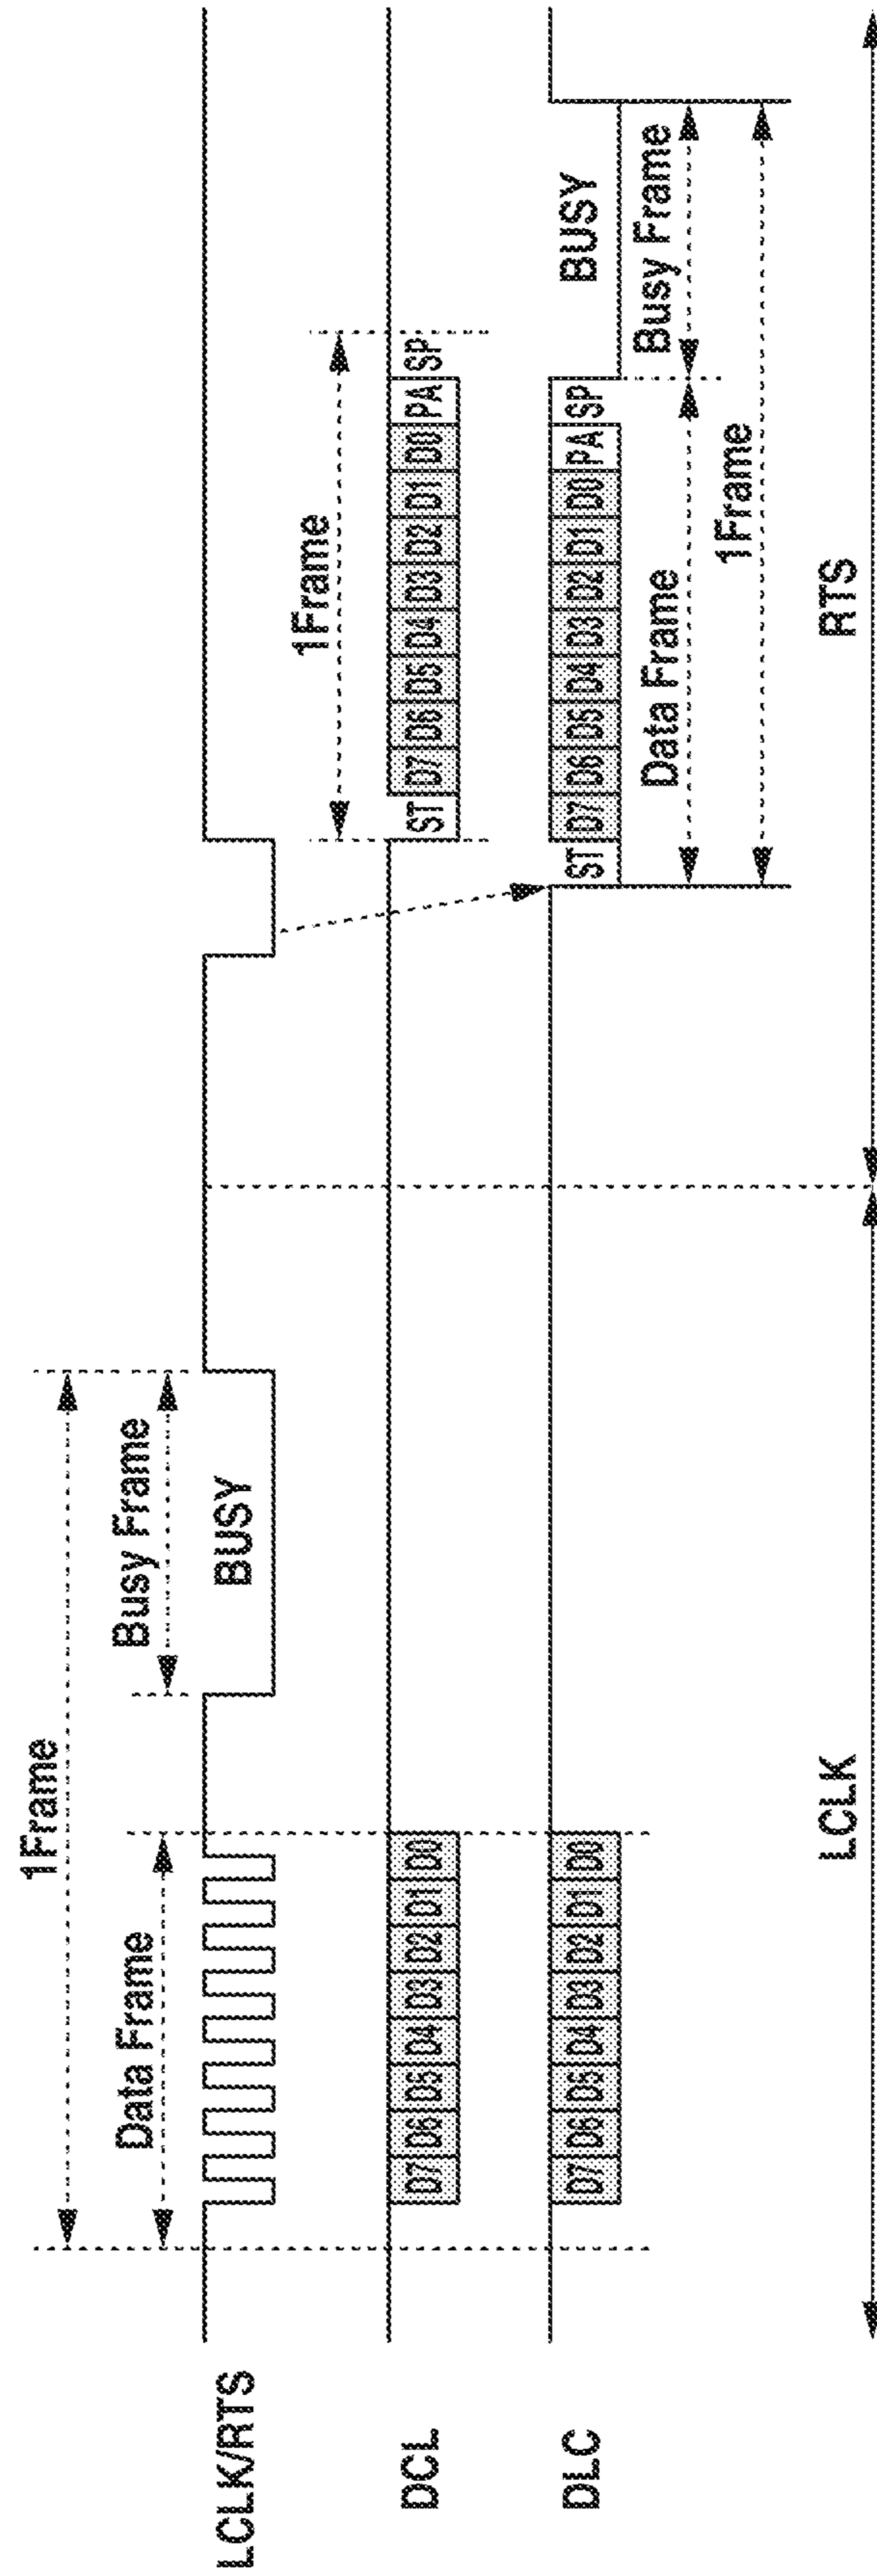 1Frame
Data Frame
Busy Frame
LCLK/RTS
BUSY
1Frame
DCL
D7 D6 D5 D4 D3 D2 D1 D0
ST D7 D6 D5 D4 D3 D2 D1 D0 PA SP
DLC
D7 D6 D5 D4 D3 D2 D1 D0
ST D7 D6 D5 D4 D3 D2 D1 D0 PA SP
BUSY
Data Frame
Busy Frame
1Frame
LCLK
RTS